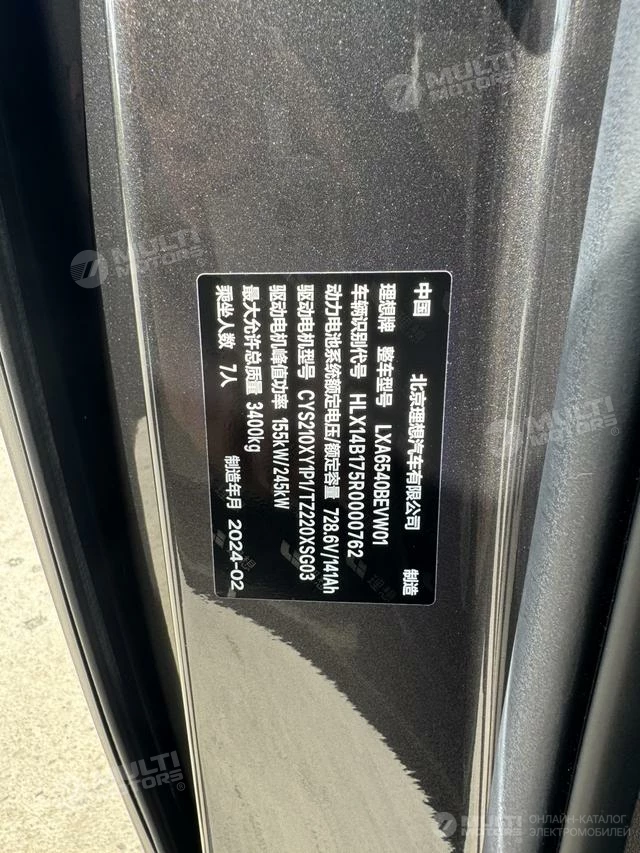 中国 北京理想汽车有限公司 制造
理想牌 整车型号 LXA6540BEVW01
车辆识别代号 HLX14B175R0000762
动力电池系统额定电压/额定容量 728.6V/141Ah
驱动电机型号 CYS210XY1P1/TZ220XSG03
驱动电机峰值功率 155kW/245kW
最大允许总质量 3400kg
乘坐人数 7人 制造年月 2024-02
MULTI MOTORS
MULTI MOTORS
MULTI MOTORS
MULTI MOTORS ОНЛАЙН-КАТАЛОГ ЭЛЕКТРОМОБИЛЕЙ